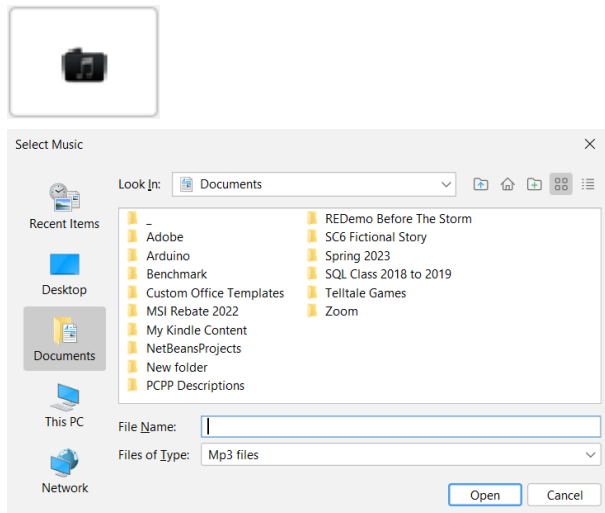 Select Music
Look In: Documents
Recent Items
Desktop
Documents
This PC
Network
_
Adobe
Arduino
Benchmark
Custom Office Templates
MSI Rebate 2022
My Kindle Content
NetBeansProjects
New folder
PCPP Descriptions
REDemo Before The Storm
SC6 Fictional Story
Spring 2023
SQL Class 2018 to 2019
Telltale Games
Zoom
File Name:
Files of Type: Mp3 files
Open Cancel